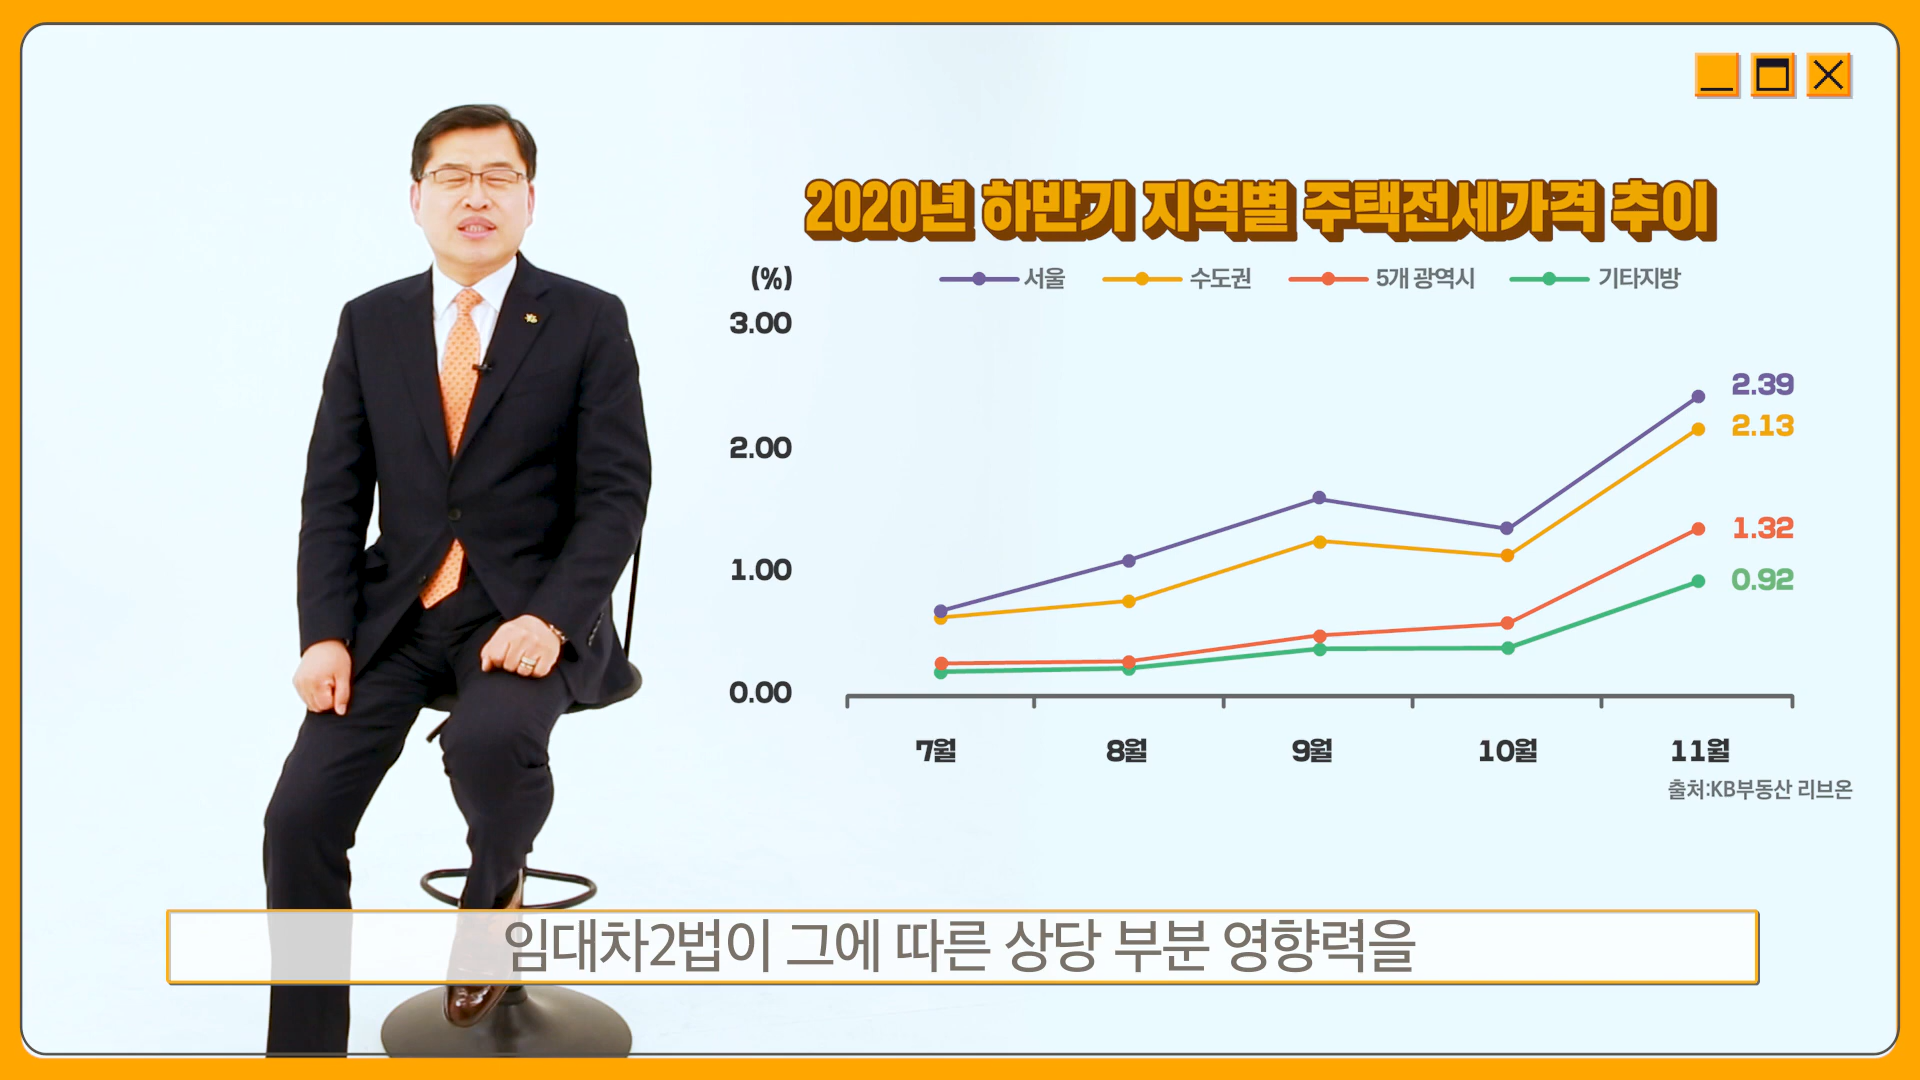 2020년 하반기 지역별 주택전세가격 추이
(%)
서울 수도권 5개 광역시 기타지방
3.00
2.00
1.00
0.00
2.39
2.13
1.32
0.92
7월 8월 9월 10월 11월
출처:KB부동산 리브온
임대차2법이 그에 따른 상당 부분 영향력을